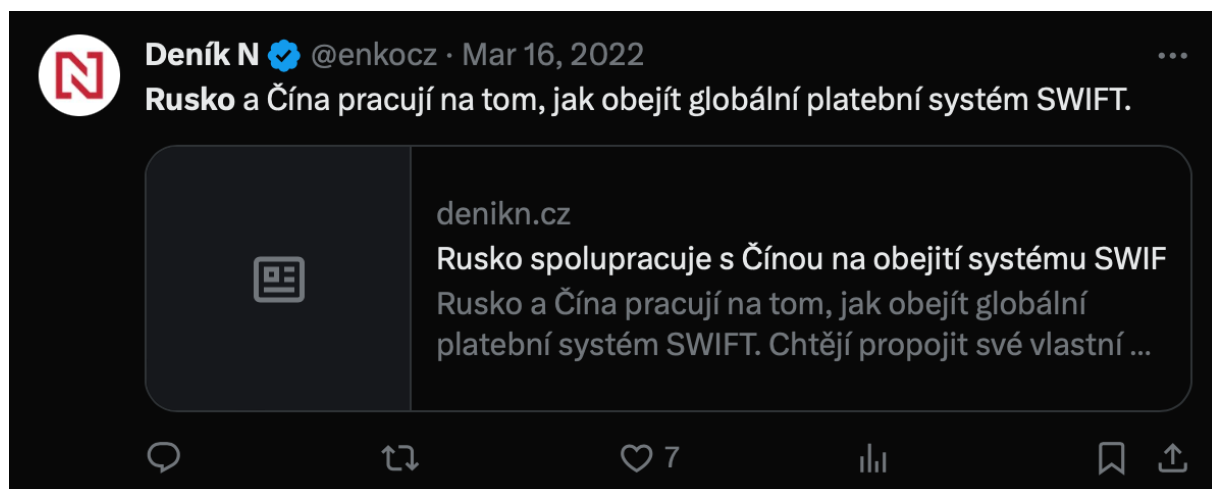 Deník N @enkocz · Mar 16, 2022
Rusko a Čína pracují na tom, jak obejít globální platební systém SWIFT.
denikn.cz
Rusko spolupracuje s Čínou na obejití systému SWIF
Rusko a Čína pracují na tom, jak obejít globální
platební systém SWIFT. Chtějí propojit své vlastní ...
7